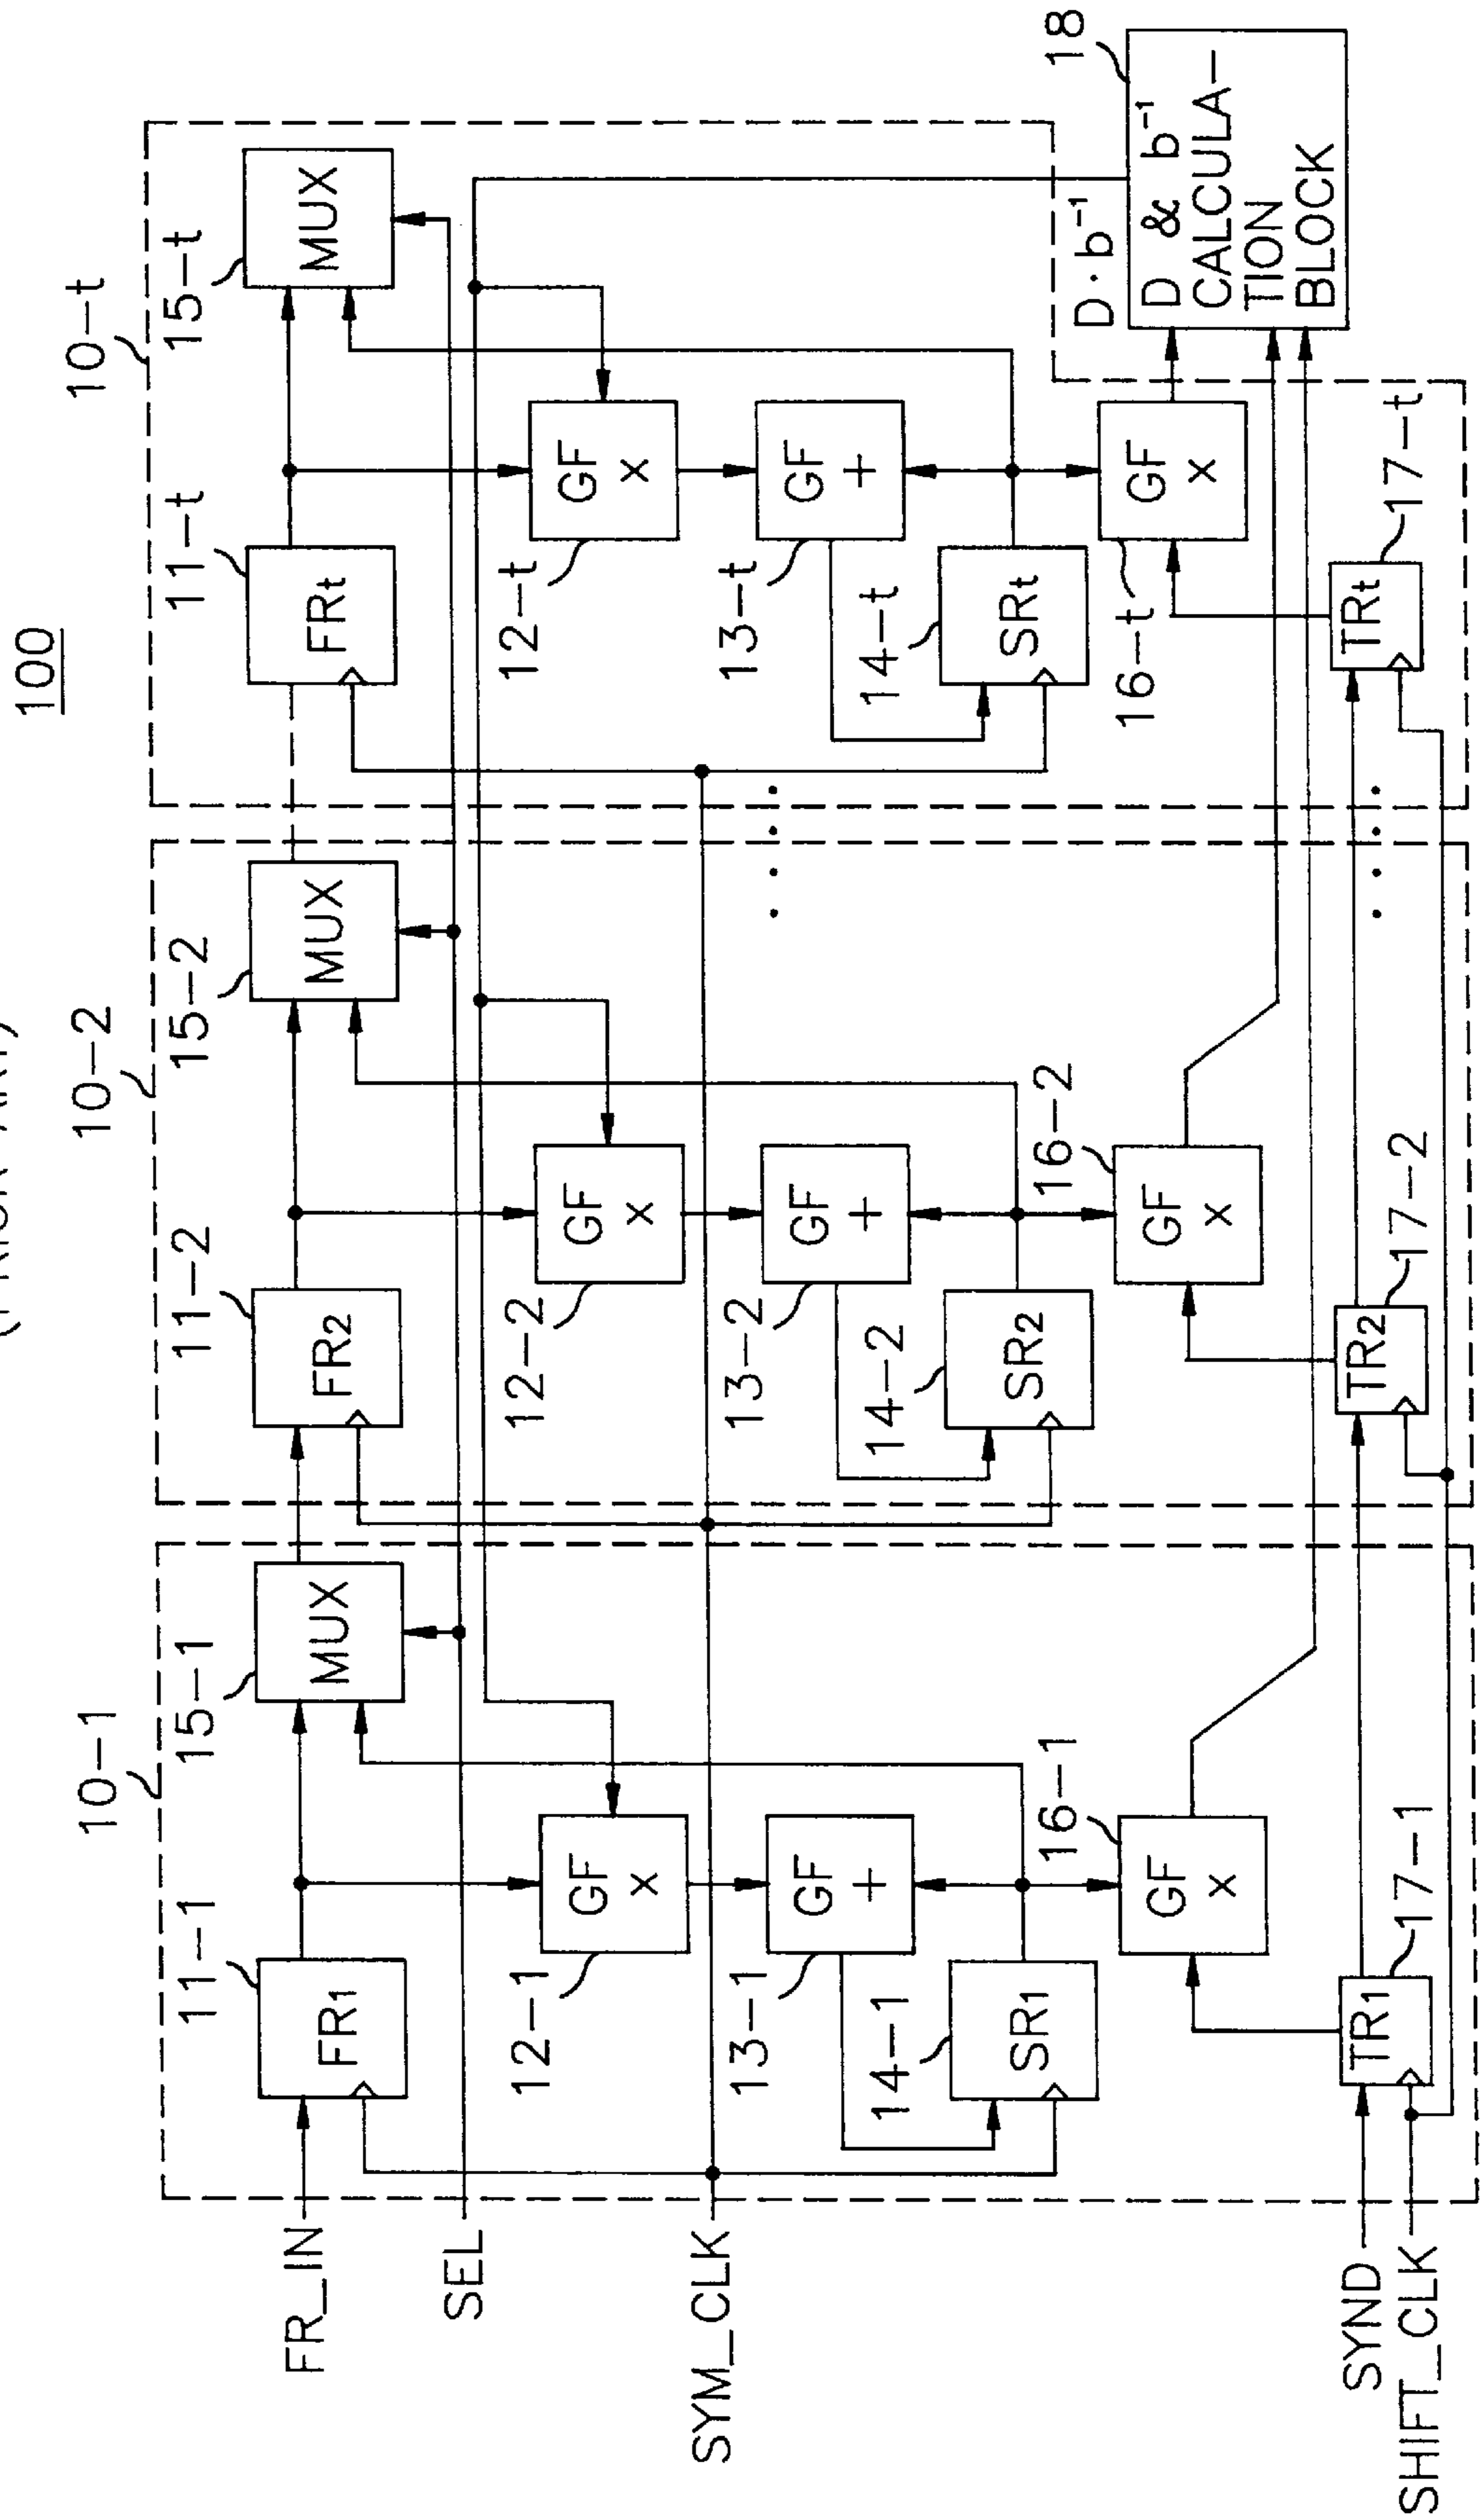 100
10-1
10-2
10-t
11-1
15-1
11-2
15-2
11-t
15-t
FR_IN
FR1
MUX
FR2
MUX
FRt
MUX
SEL
12-1
GF
x
12-2
GF
x
12-t
GF
x
SYM_CLK
13-1
GF
+
13-2
GF
+
13-t
GF
+
14-1
SR1
14-2
SR2
14-t
SRt
16-1
GF
x
16-2
GF
x
16-t
GF
x
D·b⁻¹
18
D & b⁻¹
CALCULA-
TION
BLOCK
SYND
TR1
17-1
TR2
17-2
TRt
17-t
SHIFT_CLK